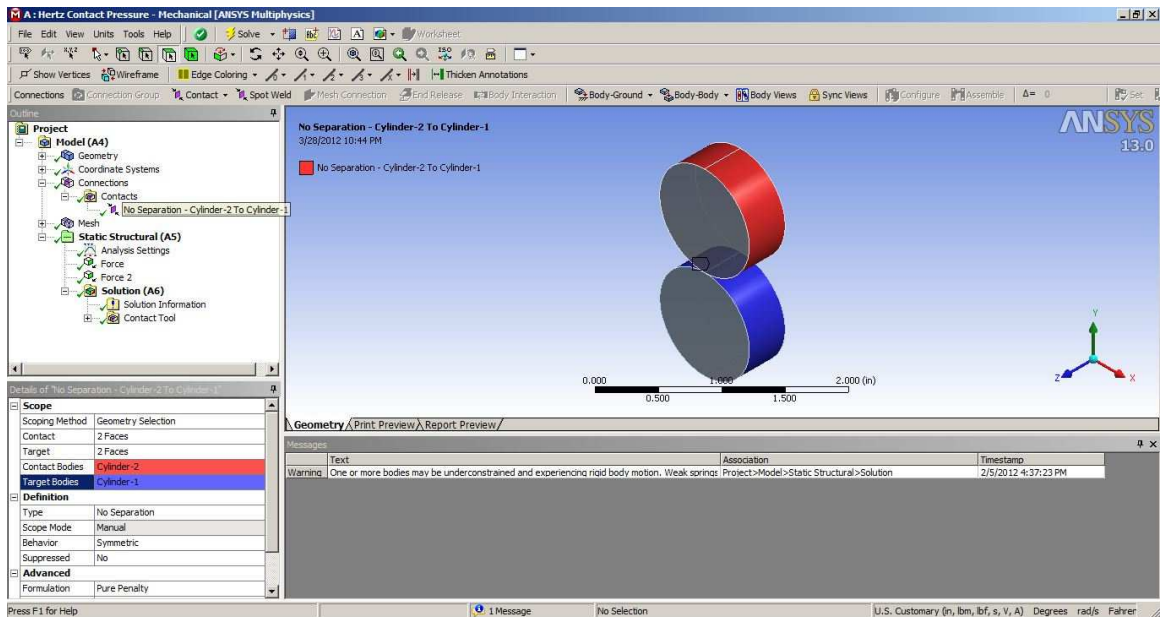 A : Hertz Contact Pressure - Mechanical [ANSYS Multiphysics]
File Edit View Units Tools Help Solve Worksheet
Show Vertices Wireframe Edge Coloring Thicken Annotations
Connections Connection Group Contact Spot Weld Mesh Connection End Release Body Interaction Body-Ground Body-Body Body Views Sync Views Configure Assemble Δ= 0 Set
Outline
Project
Model (A4)
Geometry
Coordinate Systems
Connections
Contacts
No Separation - Cylinder-2 To Cylinder-1
Mesh
Static Structural (A5)
Analysis Settings
Force
Force 2
Solution (A6)
Solution Information
Contact Tool
No Separation - Cylinder-2 To Cylinder-1
3/28/2012 10:44 PM
No Separation - Cylinder-2 To Cylinder-1
ANSYS
13.0
Y
Z X
0.000 1.000 2.000 (in)
0.500 1.500
Geometry Print Preview Report Preview
Details of "No Separation - Cylinder-2 To Cylinder-1"
Scope
Scoping Method Geometry Selection
Contact 2 Faces
Target 2 Faces
Contact Bodies Cylinder-2
Target Bodies Cylinder-1
Definition
Type No Separation
Scope Mode Manual
Behavior Symmetric
Suppressed No
Advanced
Formulation Pure Penalty
Messages
Text Association Timestamp
Warning One or more bodies may be underconstrained and experiencing rigid body motion. Weak springs Project>Model>Static Structural>Solution 2/5/2012 4:37:23 PM
Press F1 for Help 1 Message No Selection U.S. Customary (in, lbm, lbf, s, V, A) Degrees rad/s Fahrer